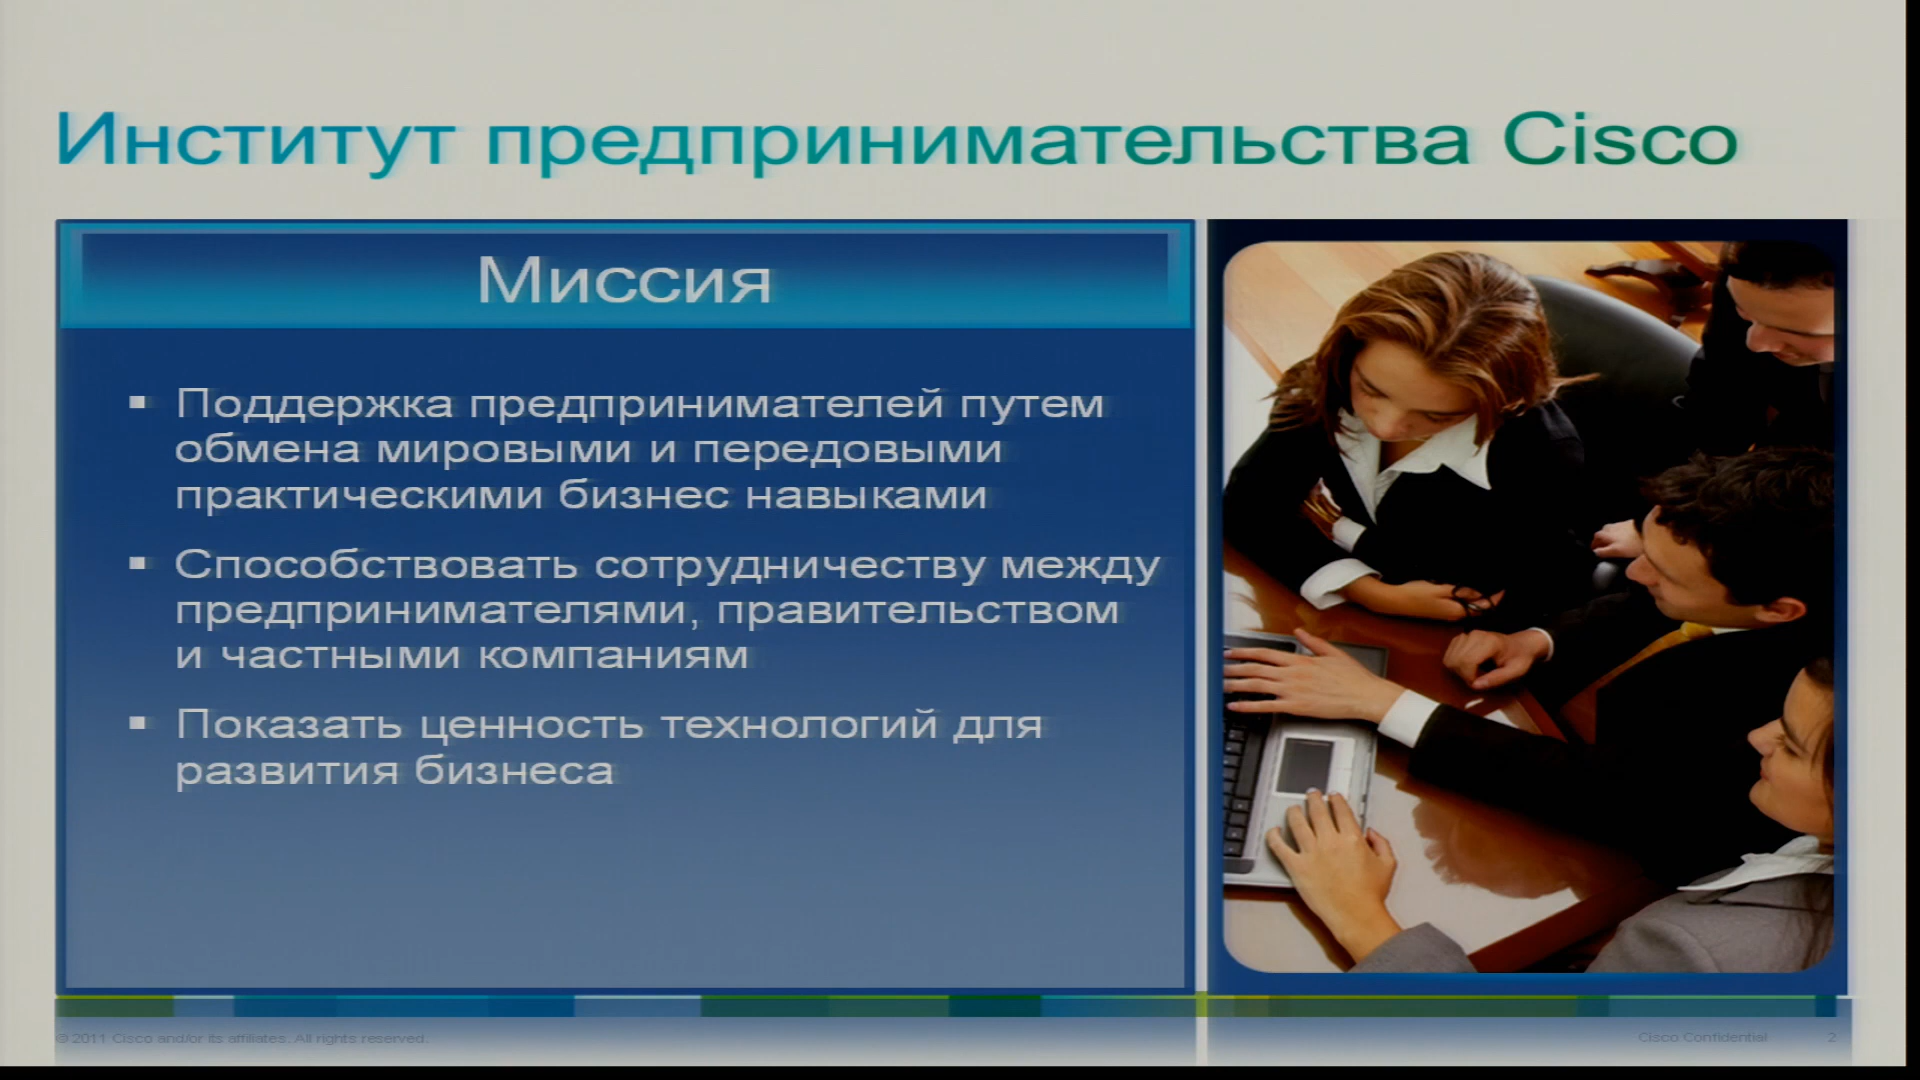 Институт предпринимательства Cisco
Миссия
▪ Поддержка предпринимателей путем
обмена мировыми и передовыми
практическими бизнес навыками
▪ Способствовать сотрудничеству между
предпринимателями, правительством
и частными компаниям
▪ Показать ценность технологий для
развития бизнеса
© 2011 Cisco and/or its affiliates. All rights reserved.
Cisco Confidential
2